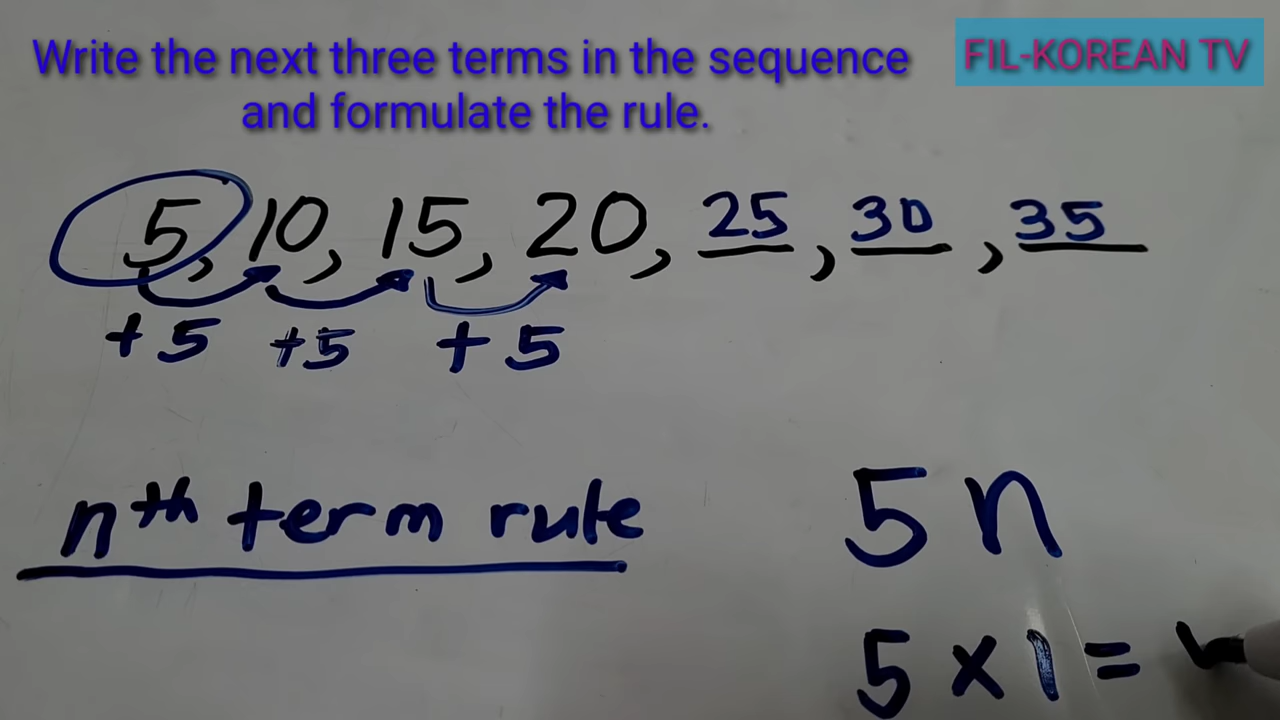 Write the next three terms in the sequence
and formulate the rule.
FIL-KOREAN TV
5, 10, 15, 20, 25, 30, 35
+5 +5 +5
nth term rule
5n
5 x 1 =